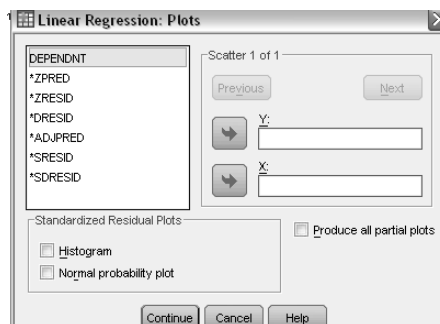 Linear Regression: Plots
DEPENDNT
*ZPRED
*ZRESID
*DRESID
*ADJPRED
*SRESID
*SDRESID
Scatter 1 of 1
Previous
Next
Y:
X:
Standardized Residual Plots
Histogram
Normal probability plot
Produce all partial plots
Continue
Cancel
Help